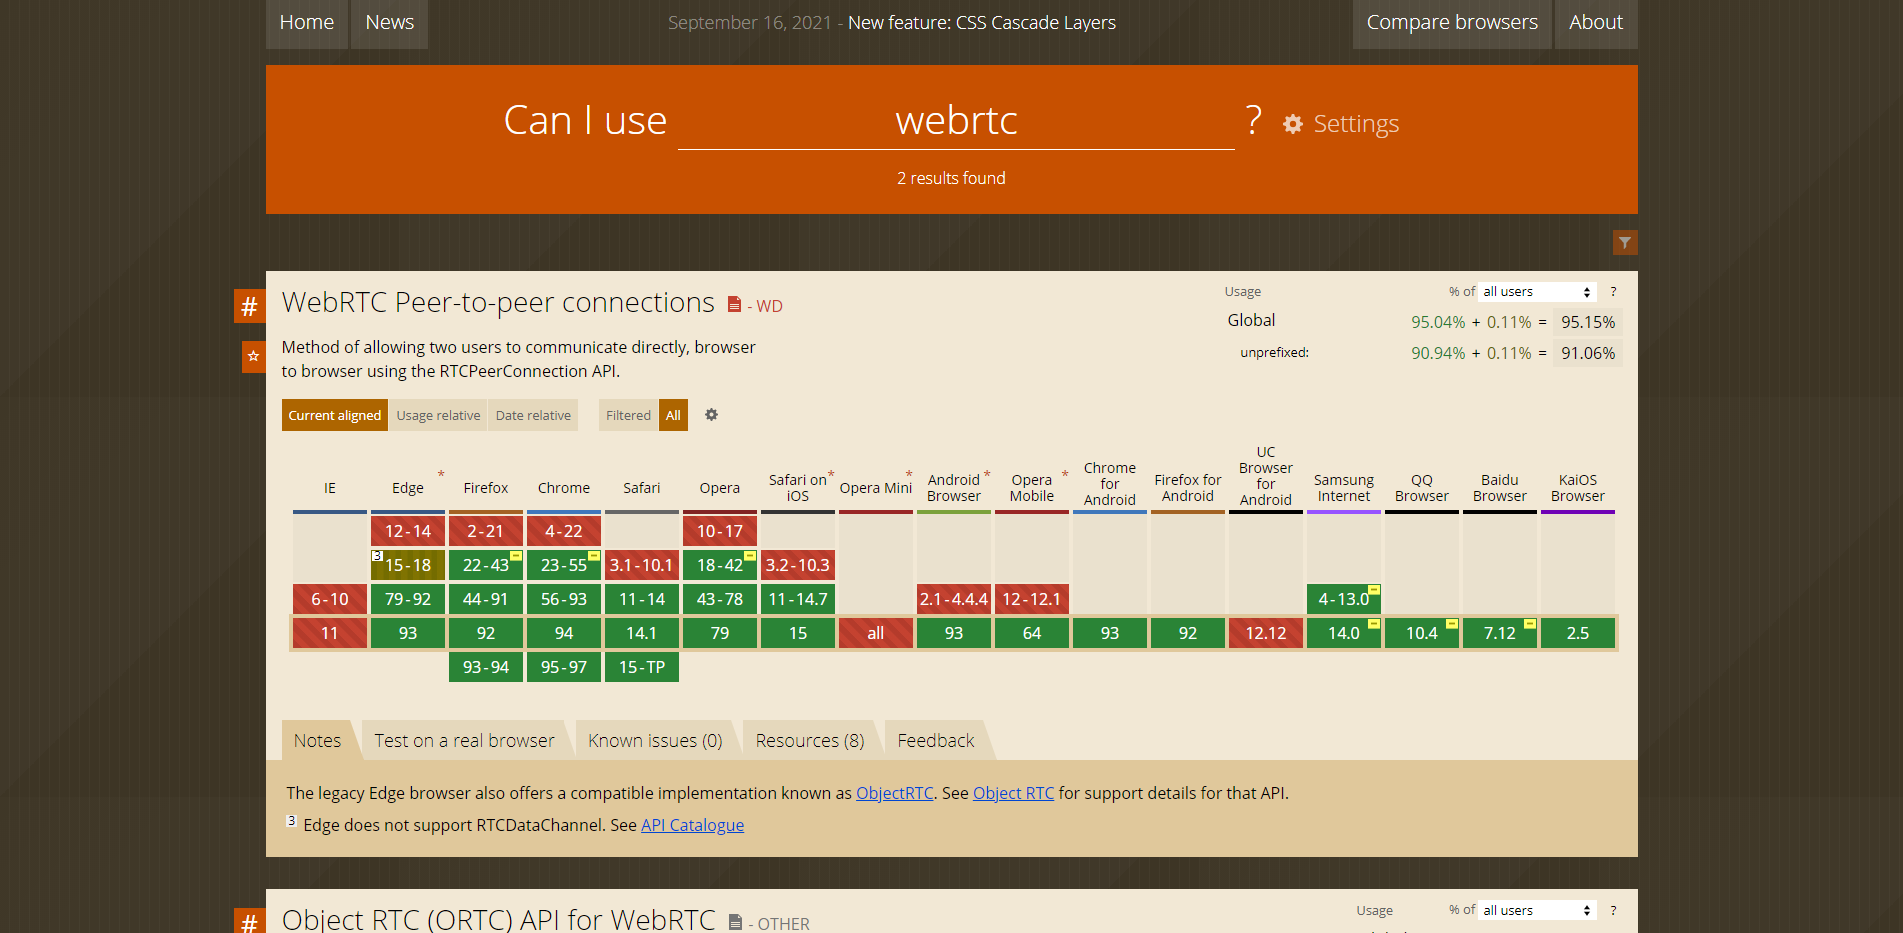 Home News September 16, 2021 - New feature: CSS Cascade Layers Compare browsers About
Can I use webrtc ? Settings
2 results found
# WebRTC Peer-to-peer connections - WD
Usage % of all users ?
Global 95.04% + 0.11% = 95.15%
unprefixed: 90.94% + 0.11% = 91.06%
Method of allowing two users to communicate directly, browser
to browser using the RTCPeerConnection API.
Current aligned Usage relative Date relative Filtered All
IE Edge * Firefox Chrome Safari Opera Safari on iOS * Opera Mini * Android Browser * Opera Mobile * Chrome for Android Firefox for Android UC Browser for Android Samsung Internet QQ Browser Baidu Browser KaiOS Browser
12-14 2-21 4-22 10-17
3 15-18 22-43 23-55 3.1-10.1 18-42 3.2-10.3
6-10 79-92 44-91 56-93 11-14 43-78 11-14.7 2.1-4.4.4 12-12.1 4-13.0
11 93 92 94 14.1 79 15 all 93 64 93 92 12.12 14.0 10.4 7.12 2.5
93-94 95-97 15-TP
Notes Test on a real browser Known issues (0) Resources (8) Feedback
The legacy Edge browser also offers a compatible implementation known as ObjectRTC. See Object RTC for support details for that API.
3 Edge does not support RTCDataChannel. See API Catalogue
# Object RTC (ORTC) API for WebRTC - OTHER
Usage % of all users ?